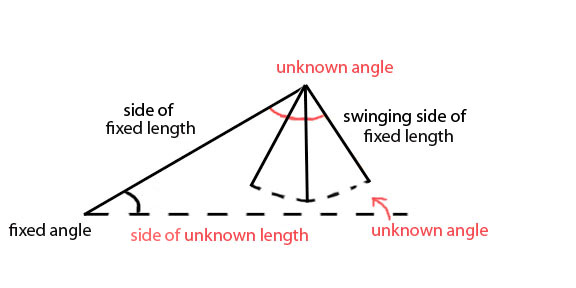 unknown angle
side of
fixed length
swinging side of
fixed length
fixed angle
side of unknown length
unknown angle